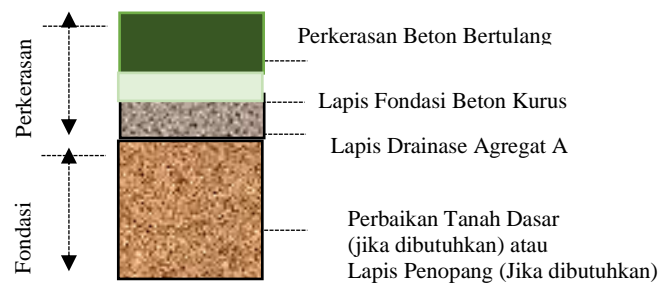 Perkerasan
Fondasi
Perkerasan Beton Bertulang
Lapis Fondasi Beton Kurus
Lapis Drainase Agregat A
Perbaikan Tanah Dasar
(jika dibutuhkan) atau
Lapis Penopang (Jika dibutuhkan)